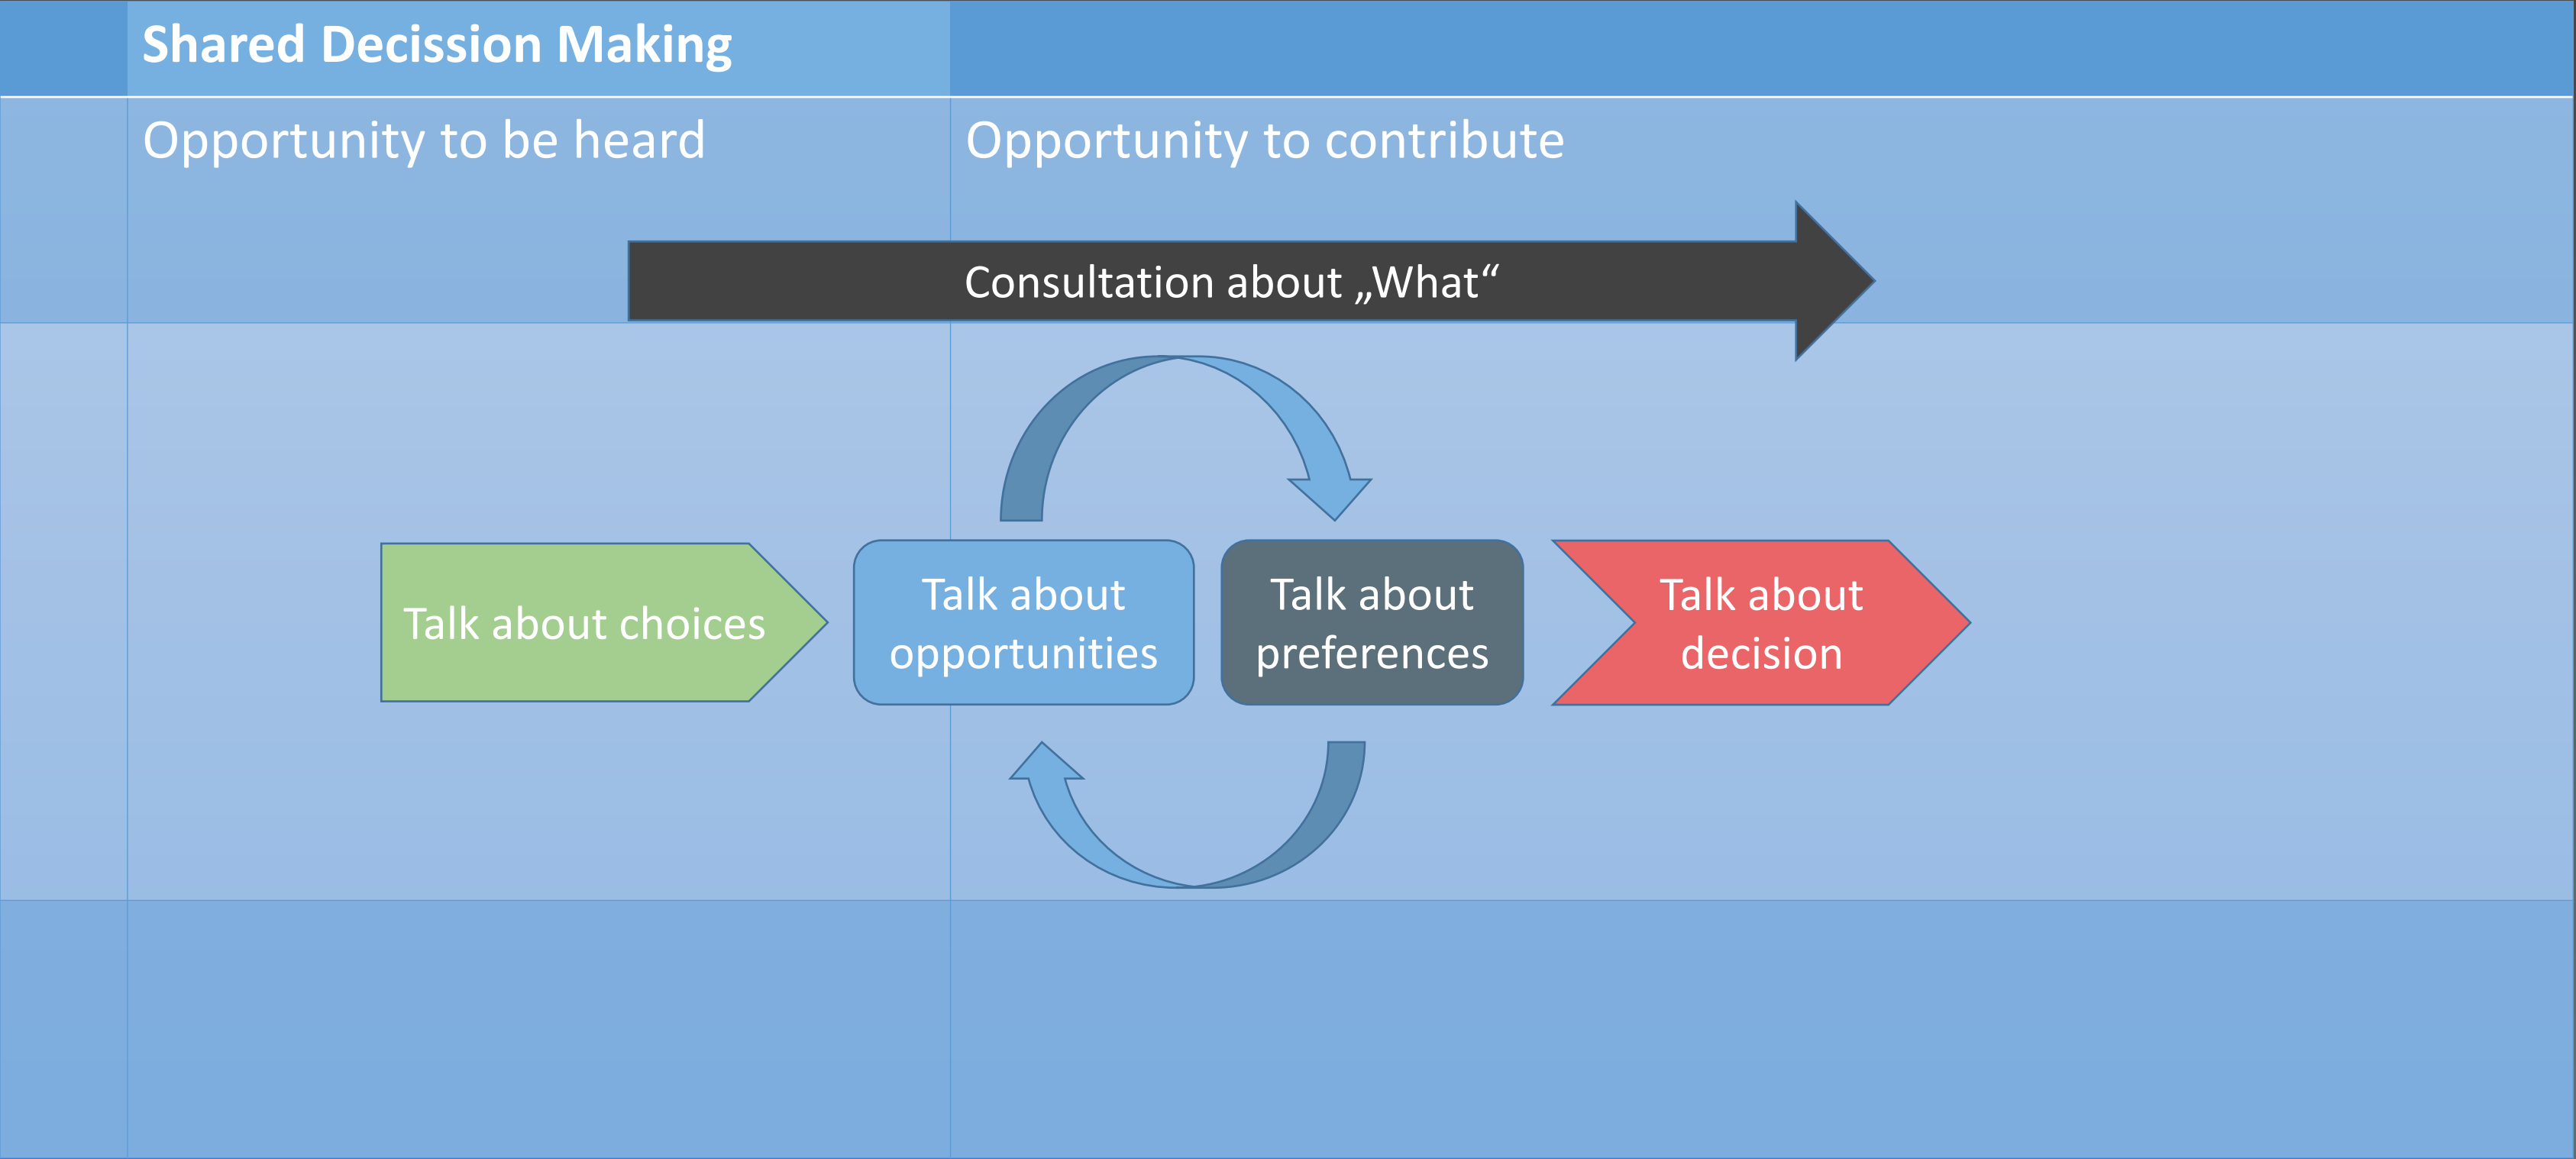 Shared Decission Making
Opportunity to be heard
Opportunity to contribute
Consultation about „What“
Talk about choices
Talk about
opportunities
Talk about
preferences
Talk about
decision